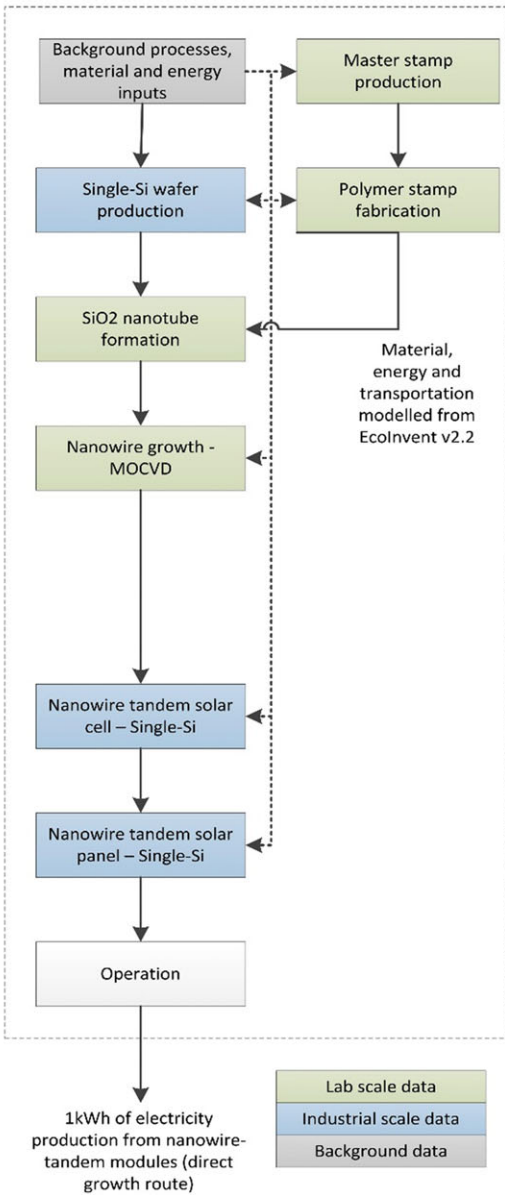 Background processes,
material and energy
inputs
Master stamp
production
Single-Si wafer
production
Polymer stamp
fabrication
SiO2 nanotube
formation
Material,
energy and
transportation
modelled from
EcoInvent v2.2
Nanowire growth -
MOCVD
Nanowire tandem solar
cell – Single-Si
Nanowire tandem solar
panel – Single-Si
Operation
1kWh of electricity
production from nanowire-
tandem modules (direct
growth route)
Lab scale data
Industrial scale data
Background data